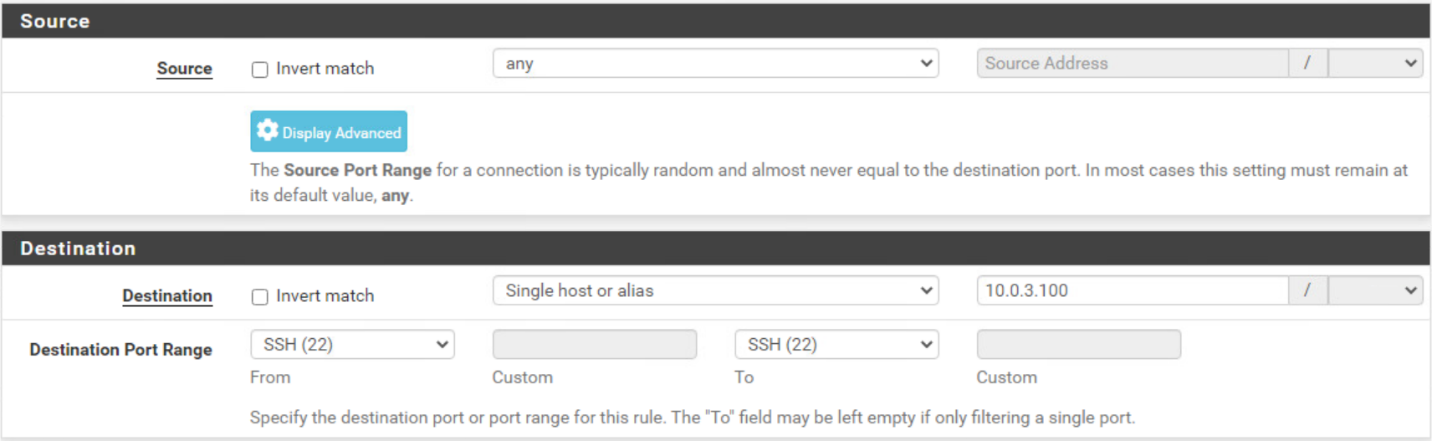 Source
Source Invert match any Source Address /
Display Advanced
The Source Port Range for a connection is typically random and almost never equal to the destination port. In most cases this setting must remain at
its default value, any.
Destination
Destination Invert match Single host or alias 10.0.3.100 /
Destination Port Range SSH (22) SSH (22)
From Custom To Custom
Specify the destination port or port range for this rule. The "To" field may be left empty if only filtering a single port.